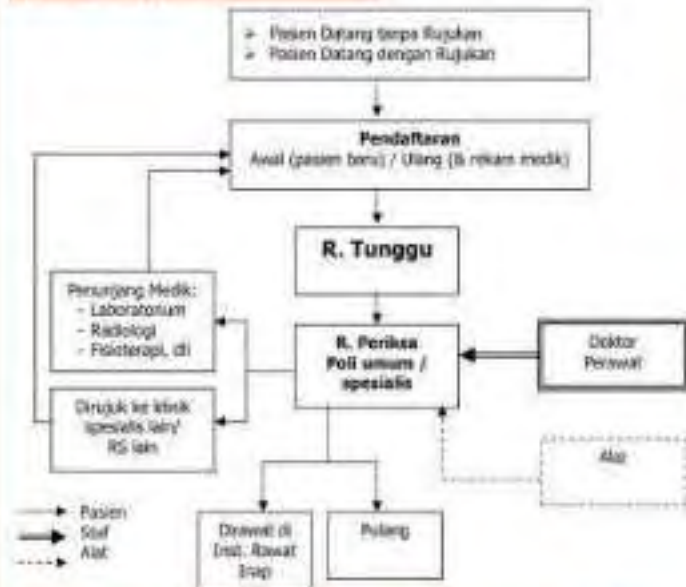 ➢ Pasien Datang tanpa Rujukan
➢ Pasien Datang dengan Rujukan
Pendaftaran
Awal (pasien baru) / Ulang (& rekam medik)
R. Tunggu
Penunjang Medik:
- Laboratorium
- Radiologi
- Fisioterapi, dll
R. Periksa
Poli umum /
spesialis
Doktor
Perawat
Dirujuk ke klinik
spesialis lain/
RS lain
Alat
Pasien
Staf
Alat
Dirawat di
Inst. Rawat
Inap
Pulang